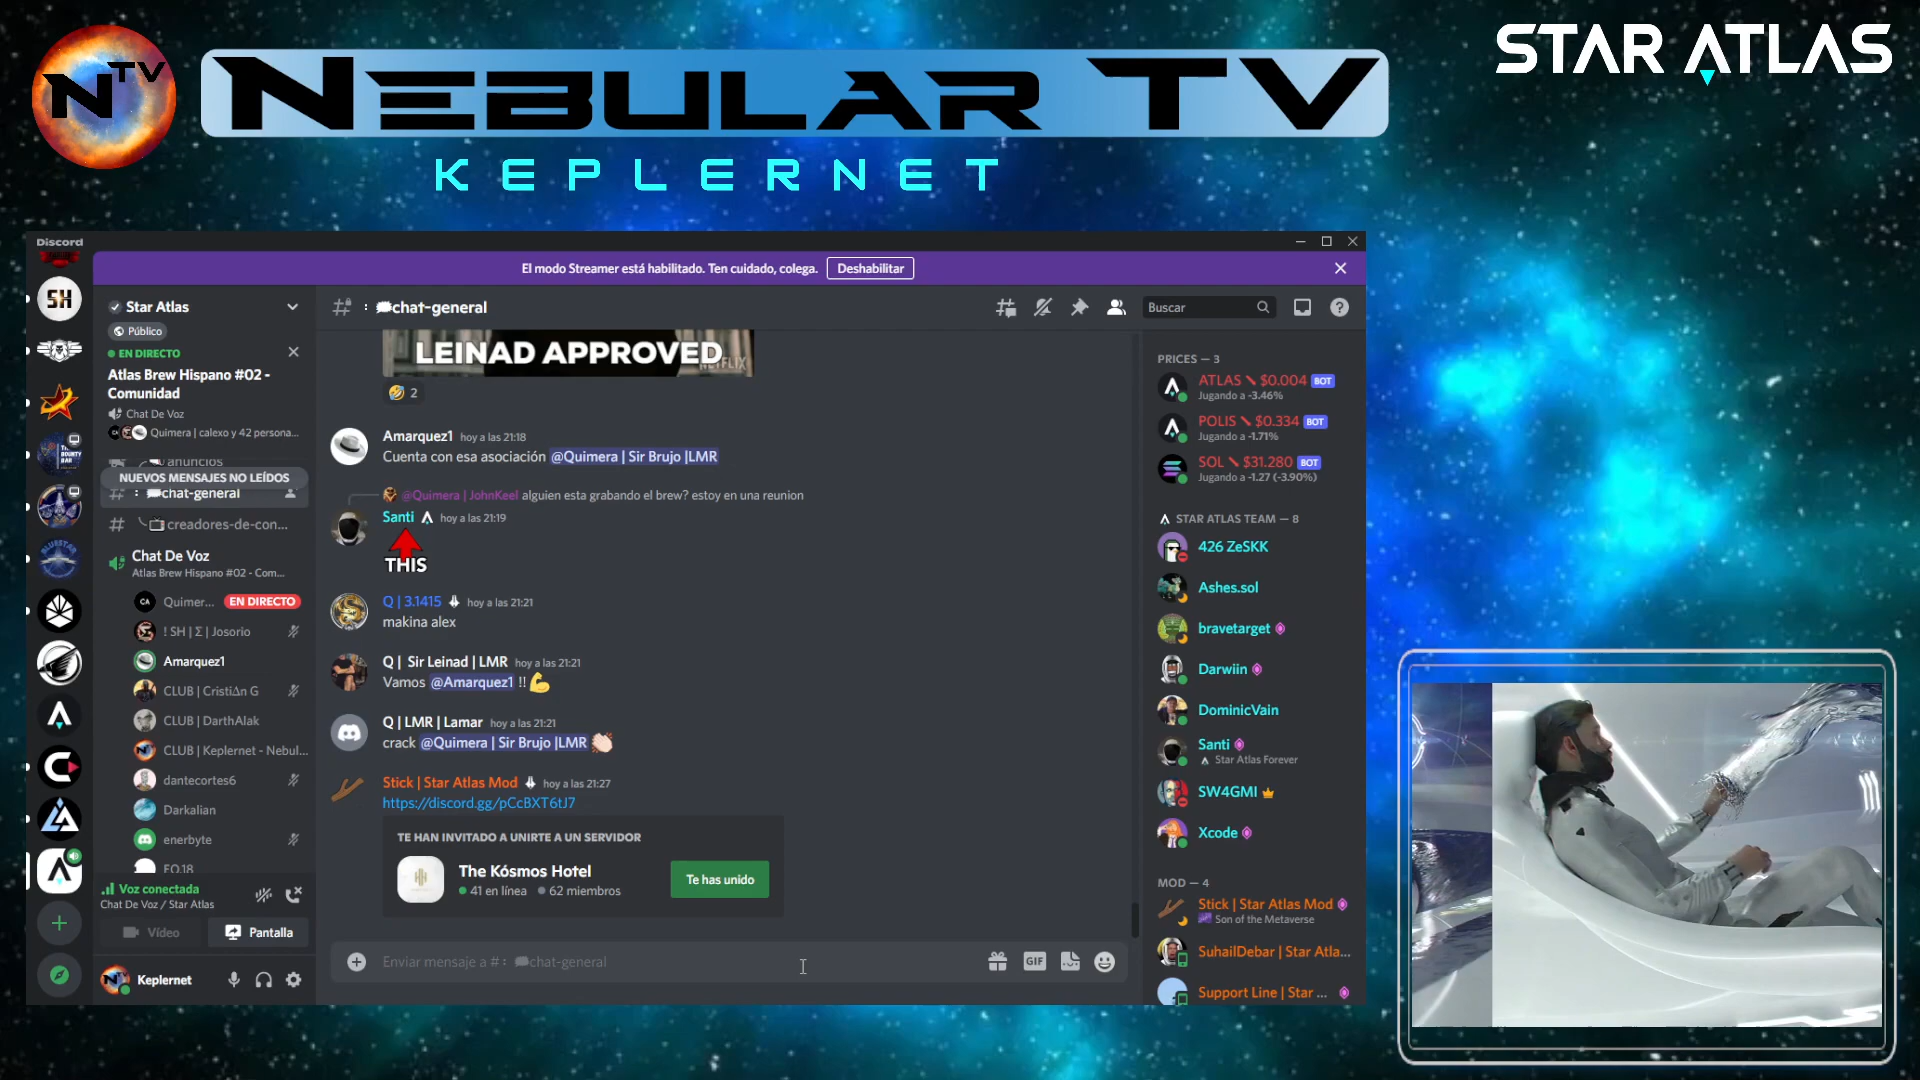 NTV
NEBULAR TV
STAR ATLAS
KEPLERNET
Discord
El modo Streamer está habilitado. Ten cuidado, colega.
Deshabilitar
SH
Star Atlas
Público
EN DIRECTO
Atlas Brew Hispano #02 -
Comunidad
Chat De Voz
Quimera | calexo y 42 persona...
anuncios
NUEVOS MENSAJES NO LEÍDOS
chat-general
creadores-de-con...
Chat De Voz
Atlas Brew Hispano #02 - Com...
CA
Quimer...
EN DIRECTO
! SH | Σ | Josorio
Amarquez1
CLUB | Cristi∆n G
CLUB | DarthAlak
CLUB | Keplernet - Nebul...
dantecortes6
Darkalian
enerbyte
FO.18
Voz conectada
Chat De Voz / Star Atlas
Vídeo
Pantalla
Keplernet
# : chat-general
Buscar
LEINAD APPROVED
NETFLIX
2
Amarquez1 hoy a las 21:18
Cuenta con esa asociación @Quimera | Sir Brujo |LMR
@Quimera | JohnKeel alguien esta grabando el brew? estoy en una reunion
Santi hoy a las 21:19
THIS
Q | 3.1415 hoy a las 21:21
makina alex
Q | Sir Leinad | LMR hoy a las 21:21
Vamos @Amarquez1 !! 💪
Q | LMR | Lamar hoy a las 21:21
crack @Quimera | Sir Brujo |LMR 👏
Stick | Star Atlas Mod hoy a las 21:27
https://discord.gg/pCcBXT6tJ7
TE HAN INVITADO A UNIRTE A UN SERVIDOR
The Kósmos Hotel
41 en línea 62 miembros
Te has unido
Enviar mensaje a # : chat-general
GIF
PRICES — 3
ATLAS ⬊ $0.004 BOT
Jugando a -3.46%
POLIS ⬊ $0.334 BOT
Jugando a -1.71%
SOL ⬊ $31.280 BOT
Jugando a -1.27 (-3.90%)
STAR ATLAS TEAM — 8
426 ZeSKK
Ashes.sol
bravetarget
Darwiin
DominicVain
Santi
Star Atlas Forever
SW4GMI
Xcode
MOD — 4
Stick | Star Atlas Mod
Son of the Metaverse
SuhailDebar | Star Atla...
Support Line | Star ...